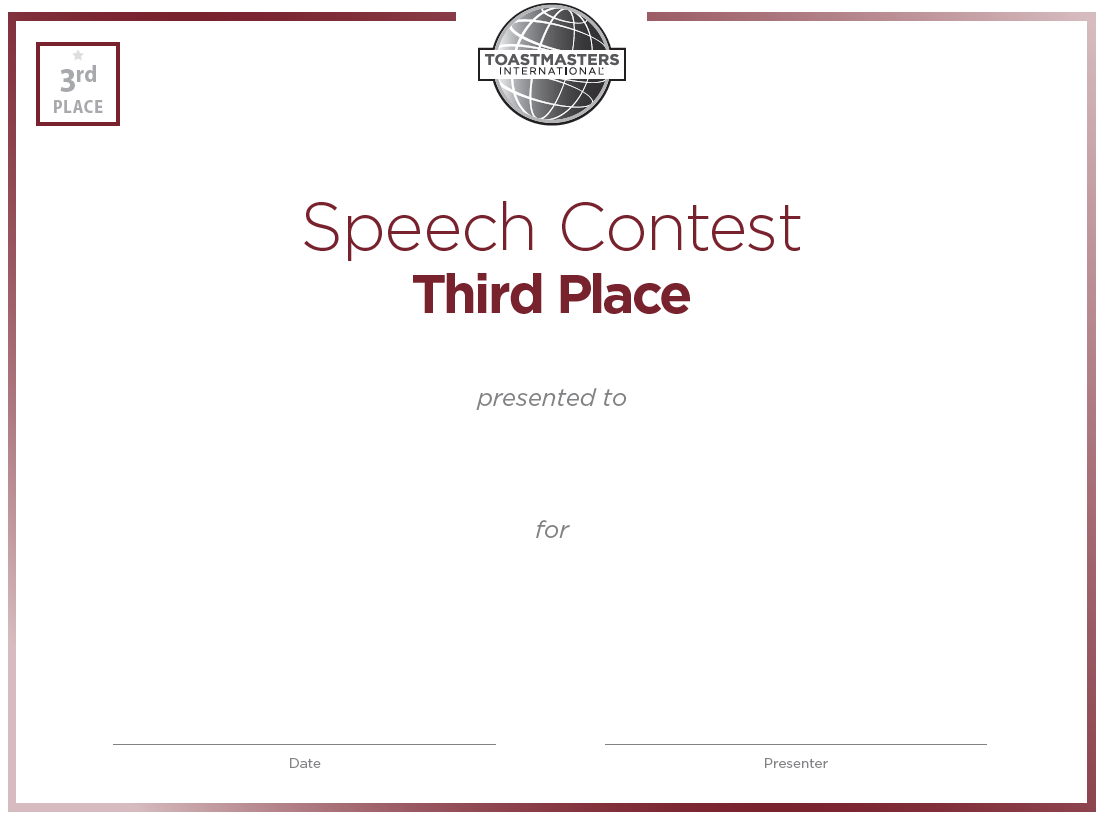 3rd
PLACE
TOASTMASTERS
INTERNATIONAL
Speech Contest
Third Place
presented to
for
Date
Presenter